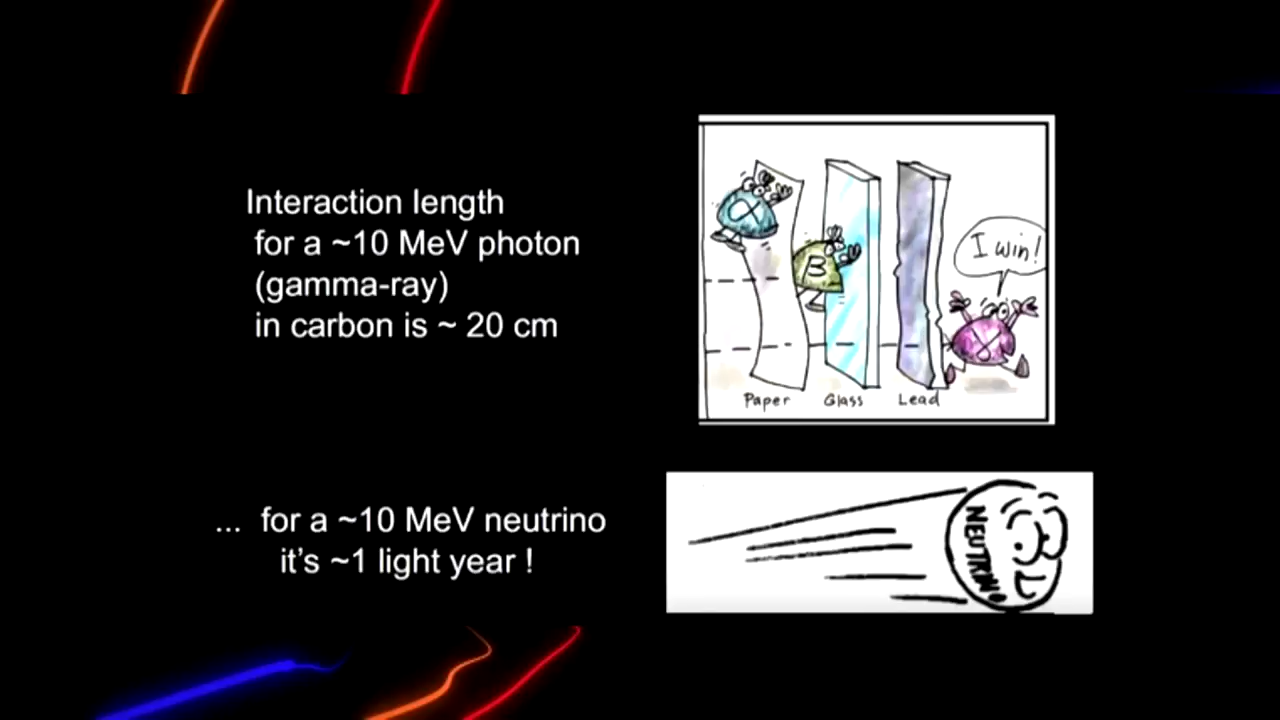 Interaction length
for a ~10 MeV photon
(gamma-ray)
in carbon is ~ 20 cm
α
β
I win!
γ
Paper Glass Lead
... for a ~10 MeV neutrino
it's ~1 light year !
NEUTRINO